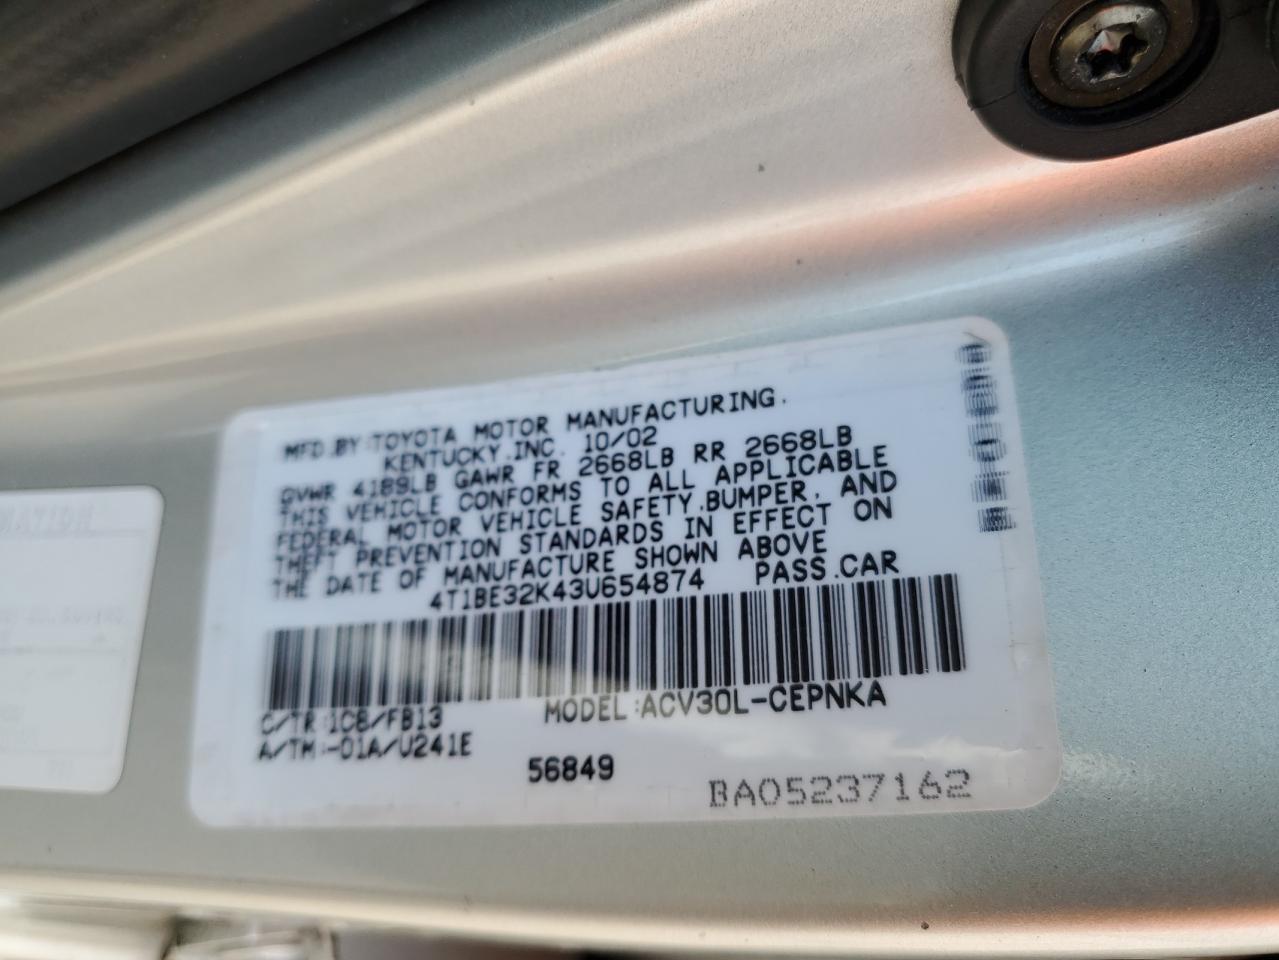 MFD.BY:TOYOTA MOTOR MANUFACTURING.
KENTUCKY.INC. 10/02
GVWR 4189LB GAWR FR 2668LB RR 2668LB
THIS VEHICLE CONFORMS TO ALL APPLICABLE
FEDERAL MOTOR VEHICLE SAFETY,BUMPER, AND
THEFT PREVENTION STANDARDS IN EFFECT ON
THE DATE OF MANUFACTURE SHOWN ABOVE
4T1BE32K43U654874 PASS.CAR
C/TR:1C8/FB13 MODEL:ACV30L-CEPNKA
A/TM:-01A/U241E
56849
BA05237162